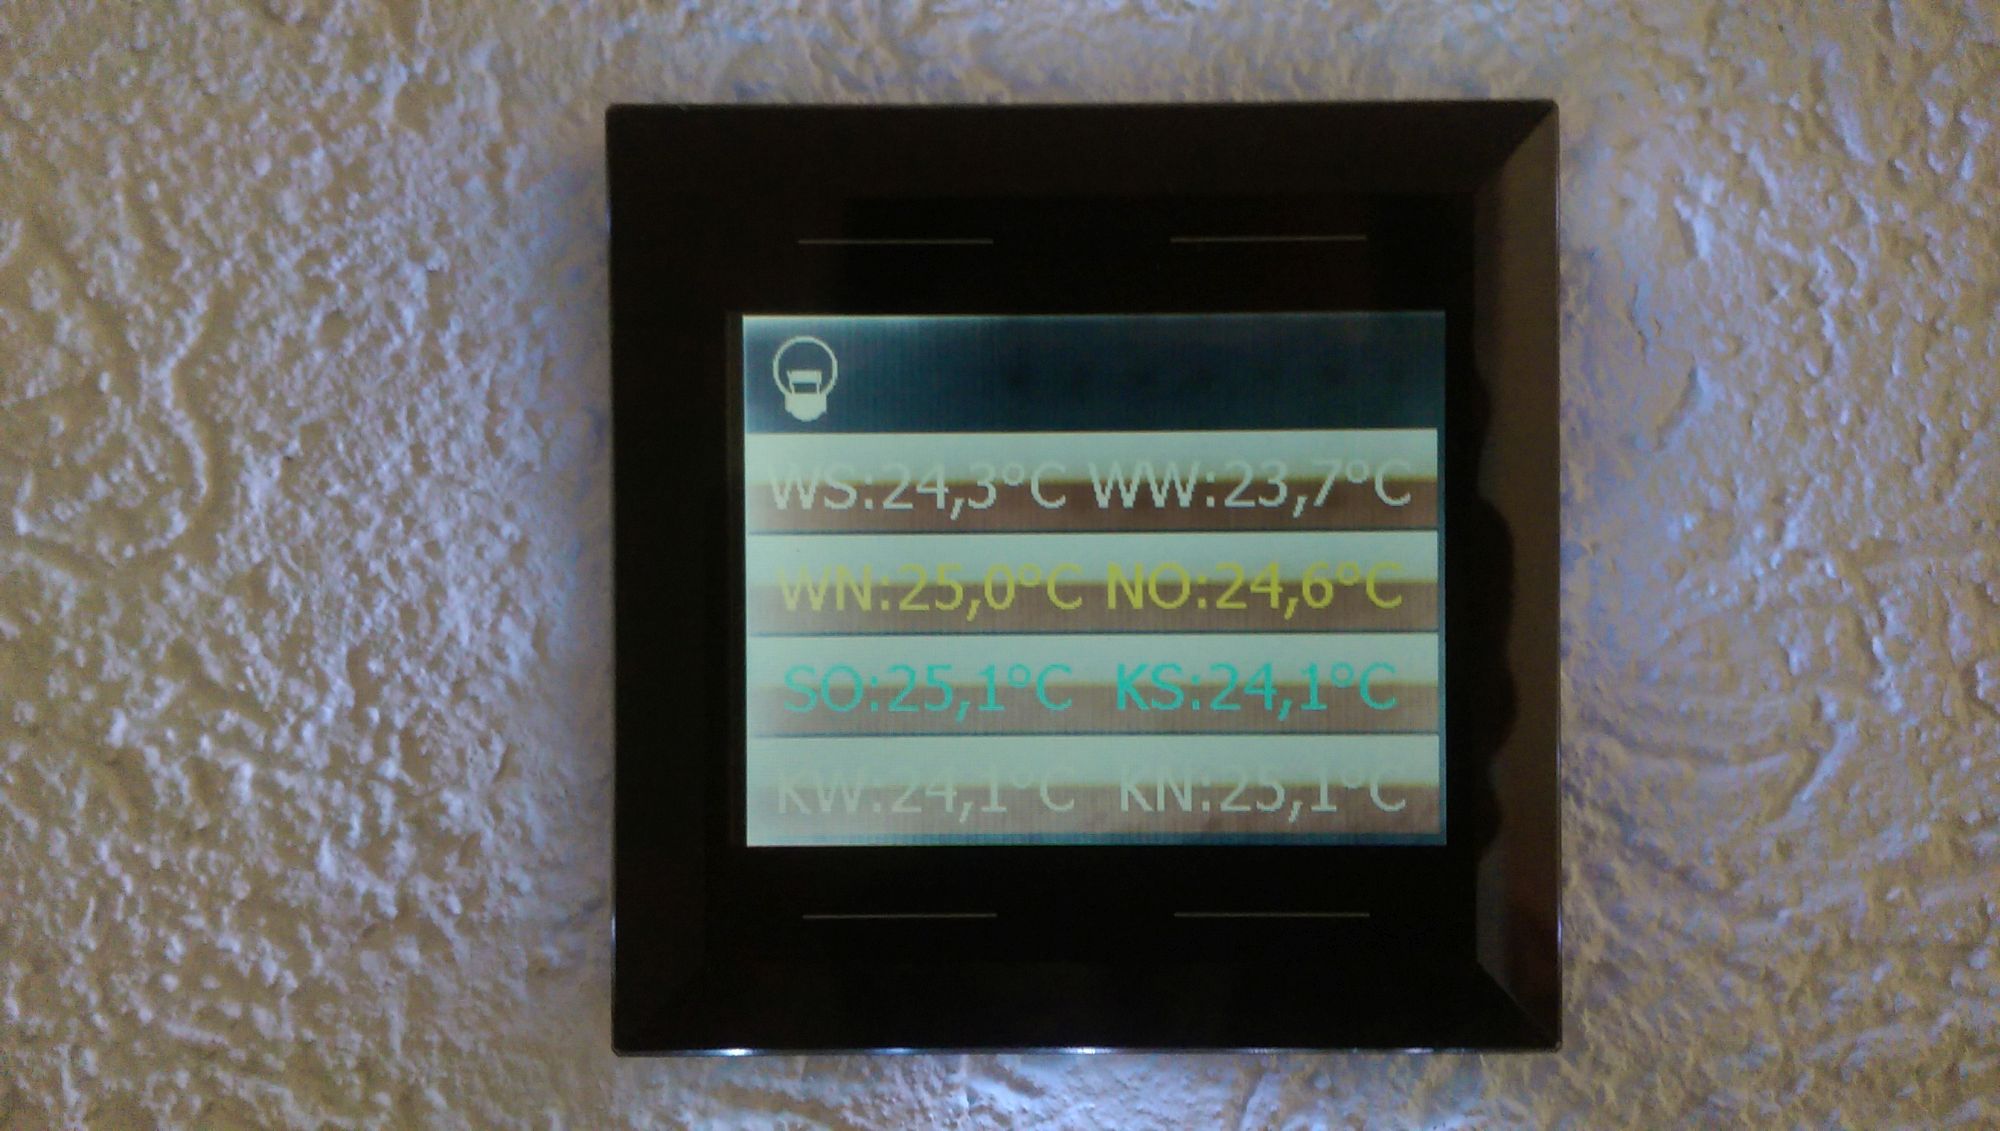 WS:24,3°C WW:23,7°C
WN:25,0°C NO:24,6°C
SO:25,1°C KS:24,1°C
KW:24,1°C KN:25,1°C